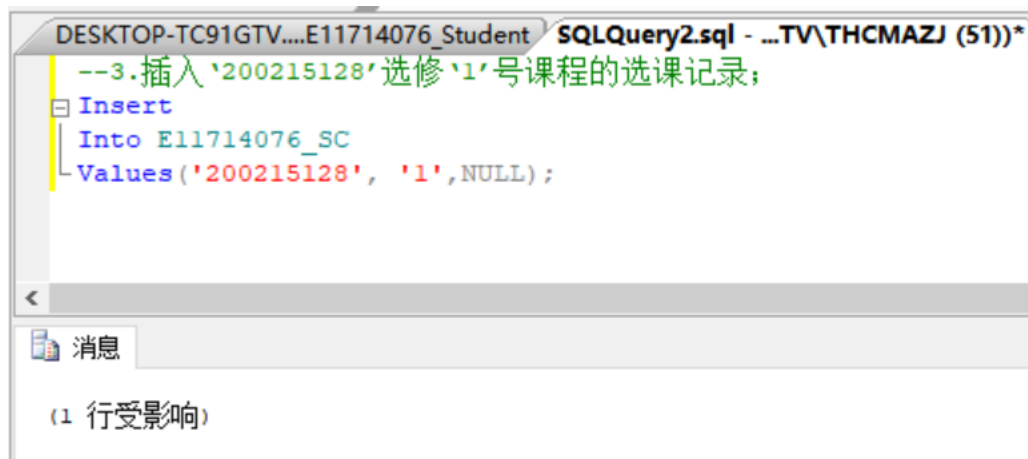 DESKTOP-TC91GTV....E11714076_Student SQLQuery2.sql - ...TV\THCMAZJ (51))*
--3.插入‘200215128’选修‘1’号课程的选课记录；
Insert
Into E11714076_SC
Values('200215128', '1',NULL);
消息
(1 行受影响)